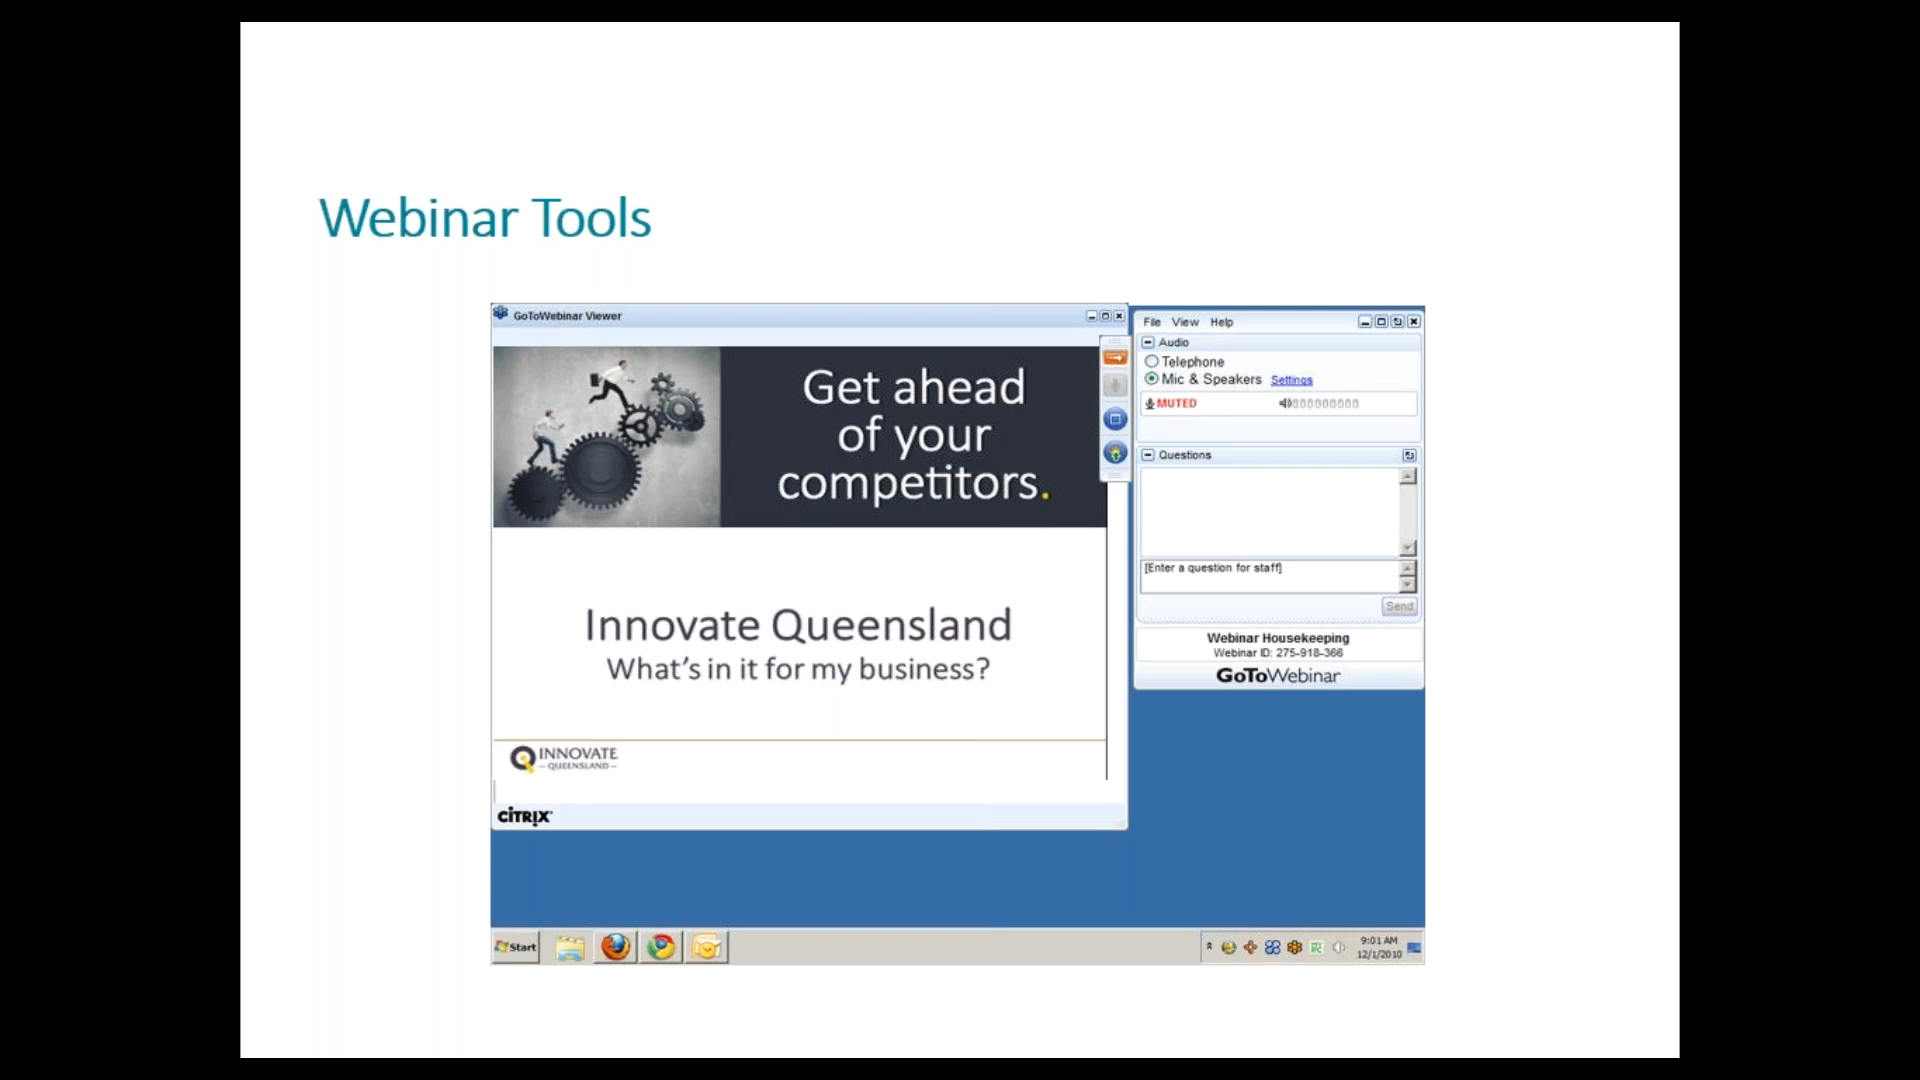 Webinar Tools
GoToWebinar Viewer
Get ahead
of your
competitors.
Innovate Queensland
What's in it for my business?
INNOVATE
– QUEENSLAND –
CİTRIX
File View Help
Audio
Telephone
Mic & Speakers Settings
MUTED
Questions
[Enter a question for staff]
Send
Webinar Housekeeping
Webinar ID: 275-918-366
GoToWebinar
Start
9:01 AM
12/1/2010